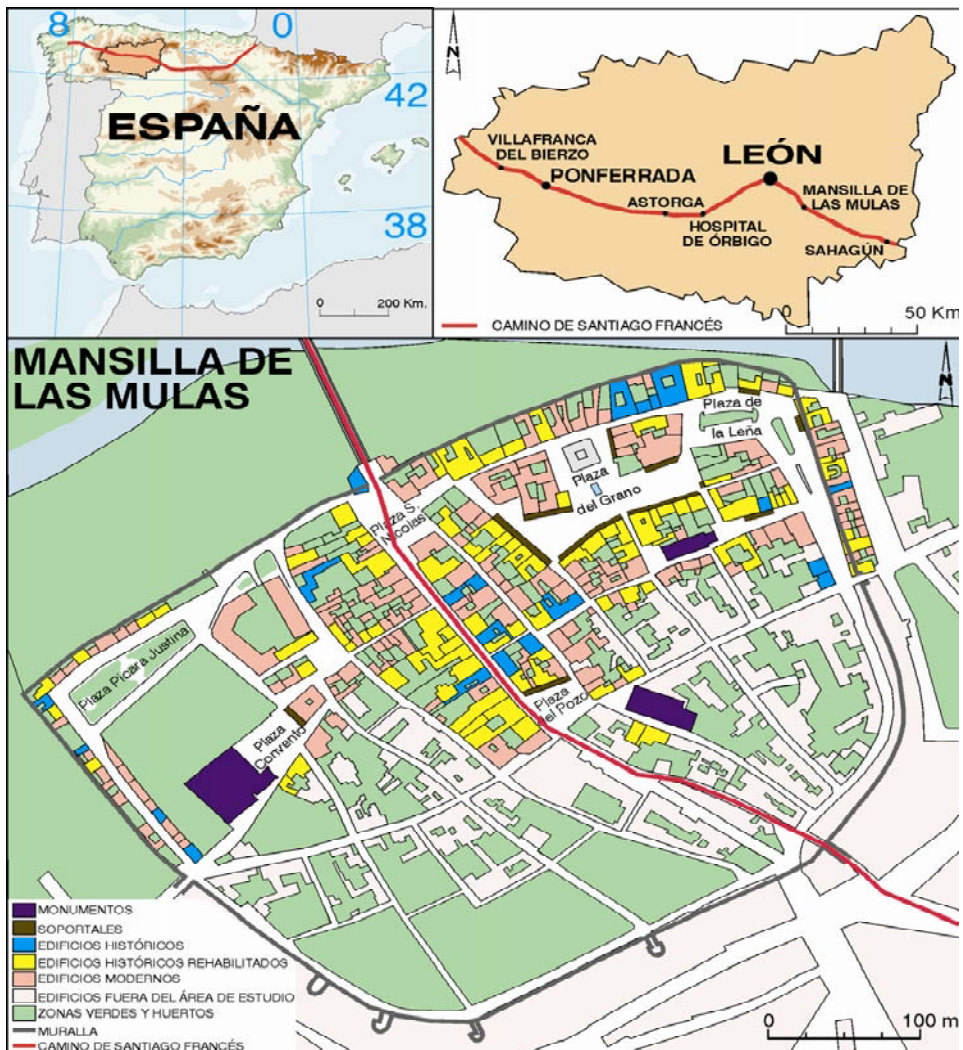 8
0
N
42
ESPAÑA
38
0
200 Km.
N
VILLAFRANCA
DEL BIERZO
PONFERRADA
LEÓN
ASTORGA
MANSILLA DE
LAS MULAS
HOSPITAL
DE ÓRBIGO
SAHAGÚN
0
50 Km
CAMINO DE SANTIAGO FRANCÉS
MANSILLA DE
LAS MULAS
N
Plaza de
la Leña
Plaza
del Grano
Plaza S.
Nicolas
Plaza Pícara Justina
Plaza
Convento
Plaza
del Pozo
MONUMENTOS
SOPORTALES
EDIFICIOS HISTÓRICOS
EDIFICIOS HISTÓRICOS REHABILITADOS
EDIFICIOS MODERNOS
EDIFICIOS FUERA DEL ÁREA DE ESTUDIO
ZONAS VERDES Y HUERTOS
MURALLA
CAMINO DE SANTIAGO FRANCÉS
0
100 m